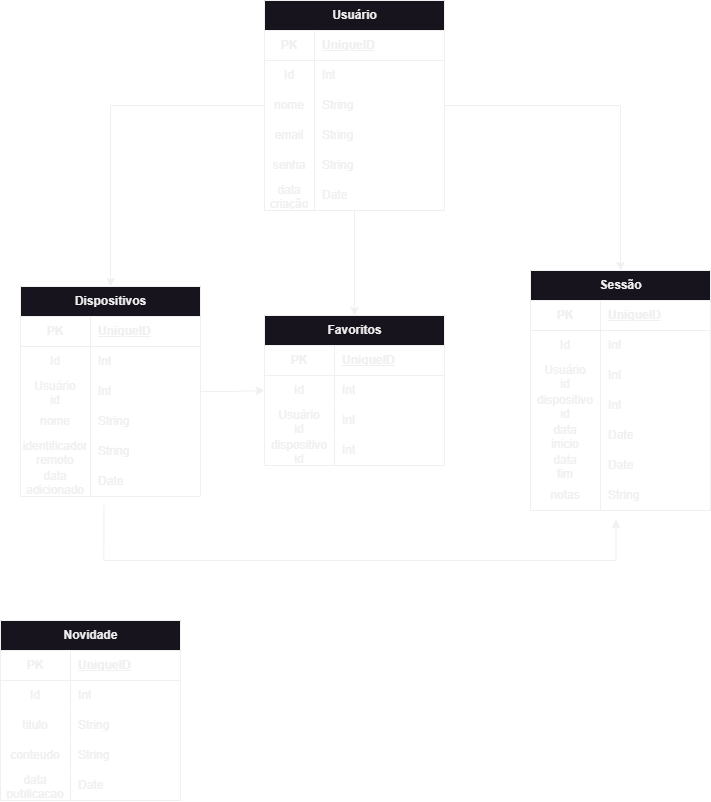 Usuário
PK UniqueID
Id Int
nome String
email String
senha String
data
criação Date
Dispositivos
PK UniqueID
Id Int
Usuário
id Int
nome String
identificador
remoto String
data
adicionado Date
Favoritos
PK UniqueID
id Int
Usuário
id Int
dispositivo
id Int
Sessão
PK UniqueID
Id Int
Usuário
id Int
dispositivo
id Int
data
inicio Date
data
fim Date
notas String
Novidade
PK UniqueID
Id Int
titulo String
conteudo String
data
publicacao Date